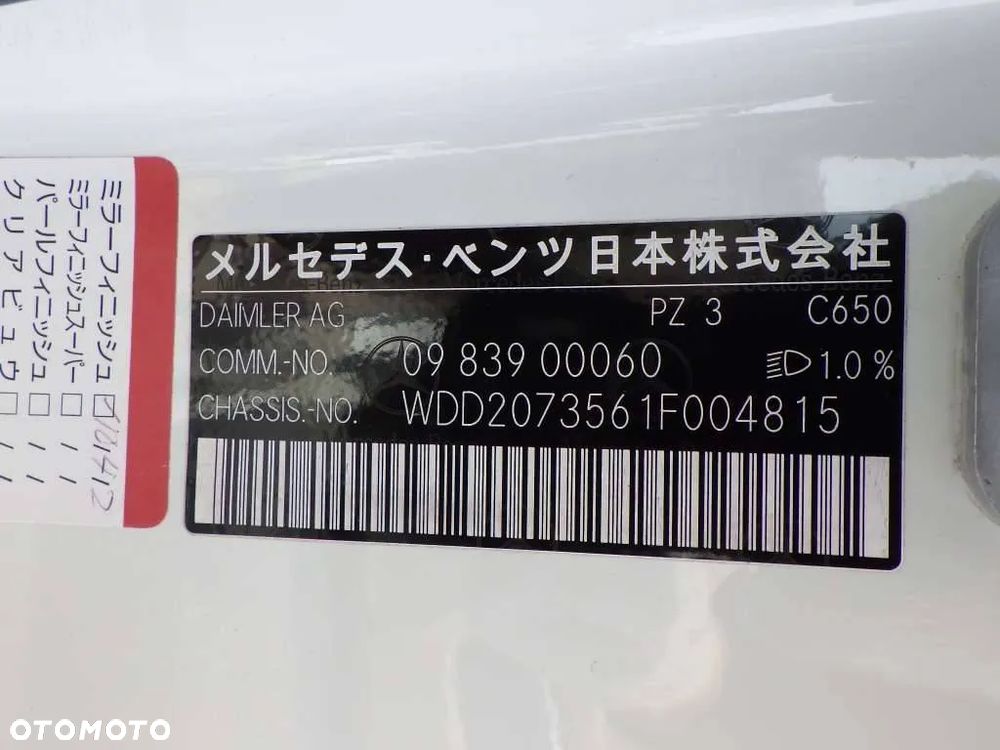 メルセデス・ベンツ日本株式会社
DAIMLER AG PZ 3 C650
COMM.-NO. 09 839 00060 1.0 %
CHASSIS.-NO. WDD2073561F004815
ミラーフィニッシュ
ミラーフィニッシュスーパー
パールフィニッシュ
クリアビュウ
OTOMOTO